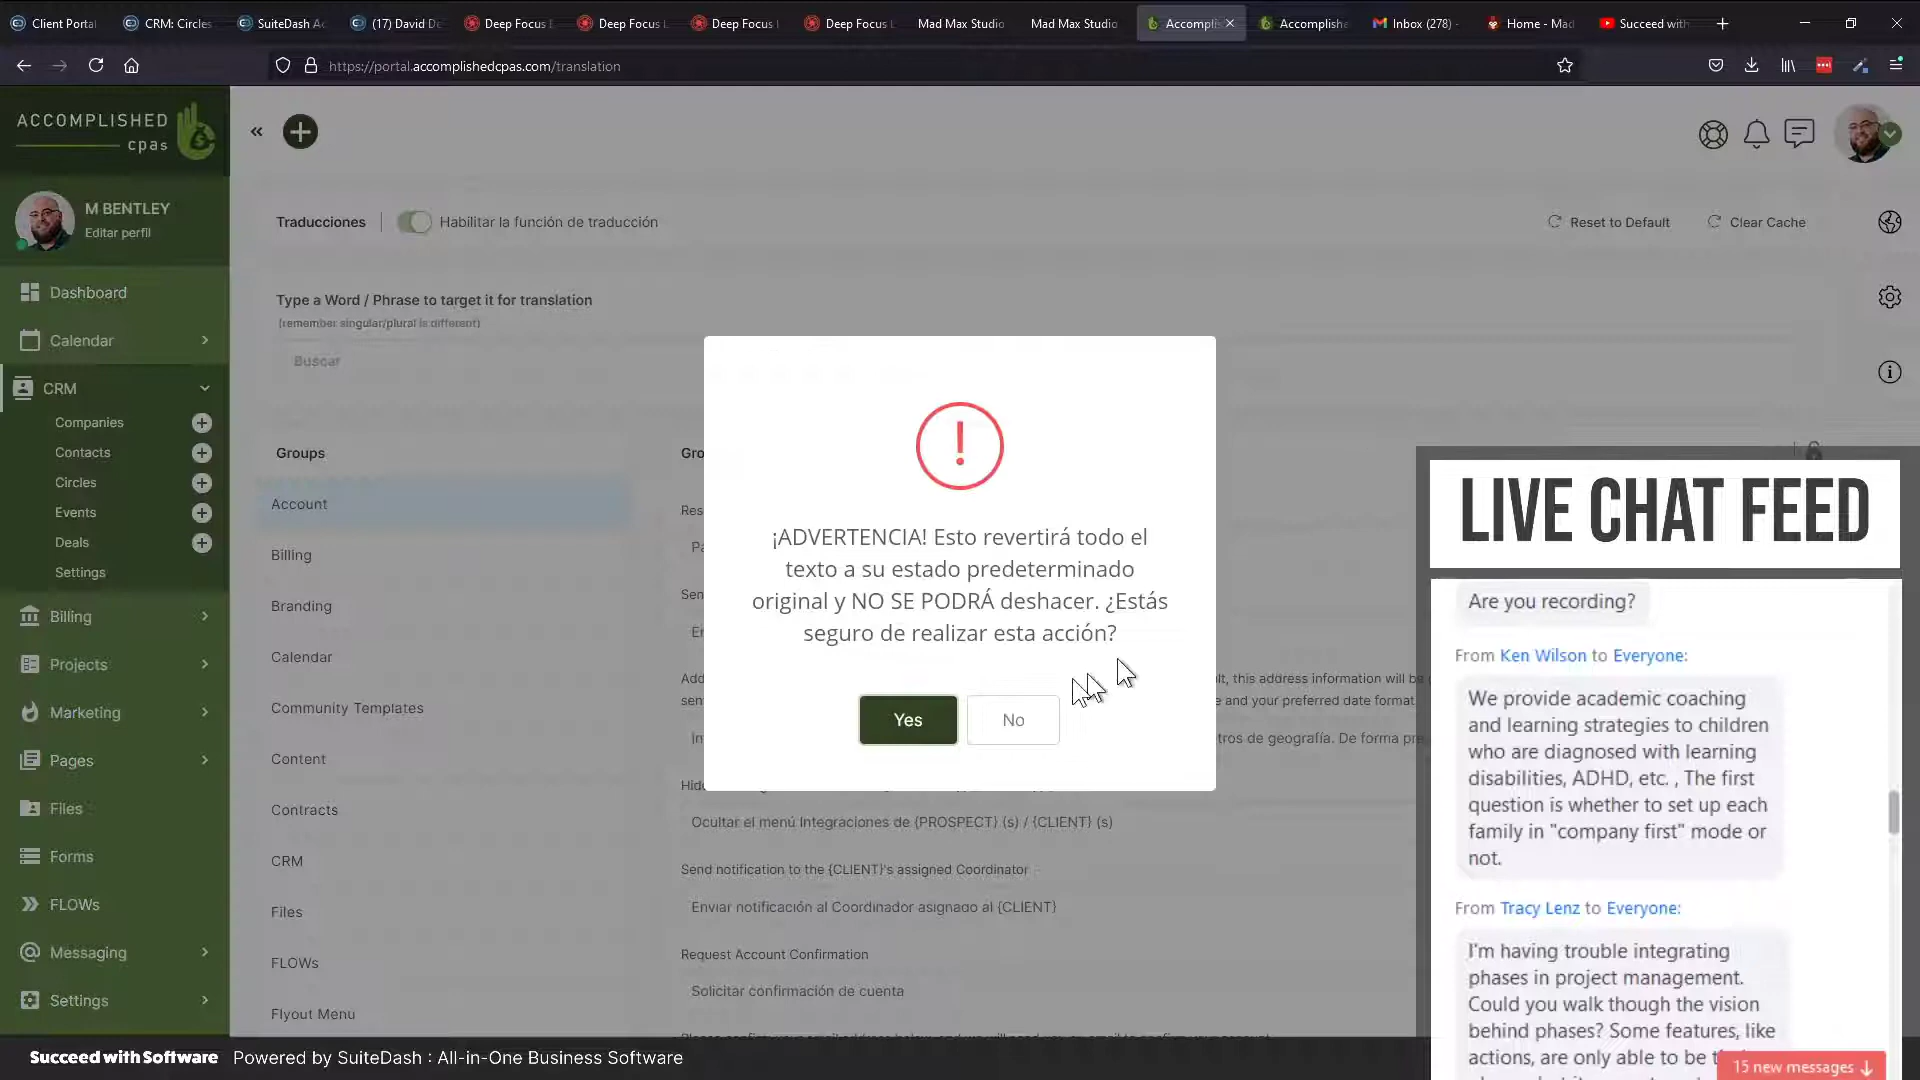 Client Portal
CRM: Circles
SuiteDash Ac
(17) David De
Deep Focus
Deep Focus
Deep Focus
Deep Focus
Mad Max Studio
Mad Max Studio
Accomplis
Accomplishe
Inbox (278) -
Home - Mad
Succeed with
https://portal.accomplishedcpas.com/translation
ACCOMPLISHED
cpas
M BENTLEY
Editar perfil
Dashboard
Calendar
CRM
Companies
Contacts
Circles
Events
Deals
Settings
Billing
Projects
Marketing
Pages
Files
Forms
FLOWs
Messaging
Settings
Traducciones
Habilitar la función de traducción
Reset to Default
Clear Cache
Type a Word / Phrase to target it for translation
(remember singular/plural is different)
Buscar
Groups
Account
Billing
Branding
Calendar
Community Templates
Content
Contracts
CRM
Files
FLOWs
Flyout Menu
¡ADVERTENCIA! Esto revertirá todo el
texto a su estado predeterminado
original y NO SE PODRÁ deshacer. ¿Estás
seguro de realizar esta acción?
Yes
No
lt, this address information will be
e and your preferred date format
tros de geografía. De forma pre
Ocultar el menú Integraciones de {PROSPECT} (s) / {CLIENT} (s)
Send notification to the {CLIENT}'s assigned Coordinator
Enviar notificación al Coordinador asignado al {CLIENT}
Request Account Confirmation
Solicitar confirmación de cuenta
LIVE CHAT FEED
Are you recording?
From Ken Wilson to Everyone:
We provide academic coaching
and learning strategies to children
who are diagnosed with learning
disabilities, ADHD, etc. , The first
question is whether to set up each
family in "company first" mode or
not.
From Tracy Lenz to Everyone:
I'm having trouble integrating
phases in project management.
Could you walk though the vision
behind phases? Some features, like
actions, are only able to be
15 new messages
Succeed with Software Powered by SuiteDash : All-in-One Business Software